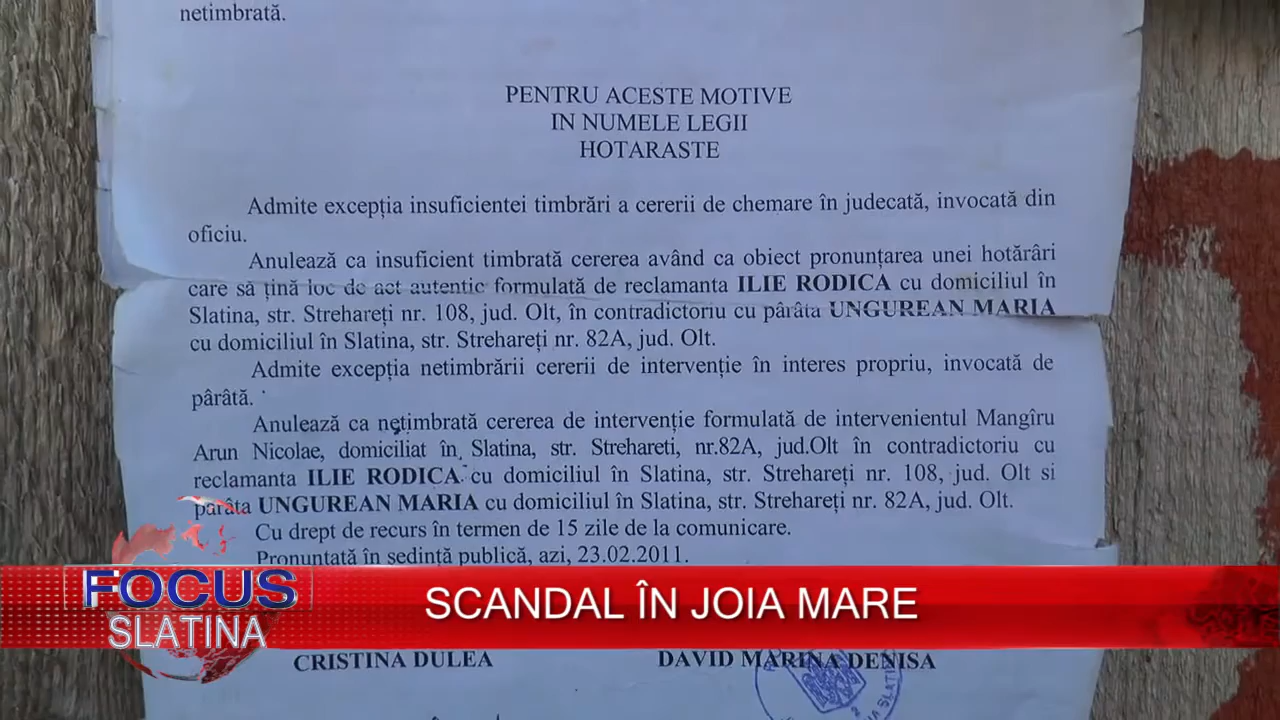 netimbrată.
PENTRU ACESTE MOTIVE
IN NUMELE LEGII
HOTARASTE
Admite excepția insuficientei timbrări a cererii de chemare în judecată, invocată din
oficiu.
Anulează ca insuficient timbrată cererea având ca obiect pronunțarea unei hotărâri
care să țină loc de act autentic formulată de reclamanta ILIE RODICA cu domiciliul în
Slatina, str. Strehareți nr. 108, jud. Olt, în contradictoriu cu pârâta UNGUREAN MARIA
cu domiciliul în Slatina, str. Strehareți nr. 82A, jud. Olt.
Admite excepția netimbrării cererii de intervenție în interes propriu, invocată de
pârâtă.
Anulează ca netimbrată cererea de intervenție formulată de intervenientul Mangîru
Arun Nicolae, domiciliat în Slatina, str. Strehareti, nr.82A, jud.Olt în contradictoriu cu
reclamanta ILIE RODICA cu domiciliul în Slatina, str. Strehareți nr. 108, jud. Olt si
pârâta UNGUREAN MARIA cu domiciliul în Slatina, str. Strehareți nr. 82A, jud. Olt.
Cu drept de recurs în termen de 15 zile de la comunicare.
Pronunțată în ședință publică, azi, 23.02.2011.
FOCUS
SLATINA
SCANDAL ÎN JOIA MARE
CRISTINA DULEA DAVID MARINA DENISA